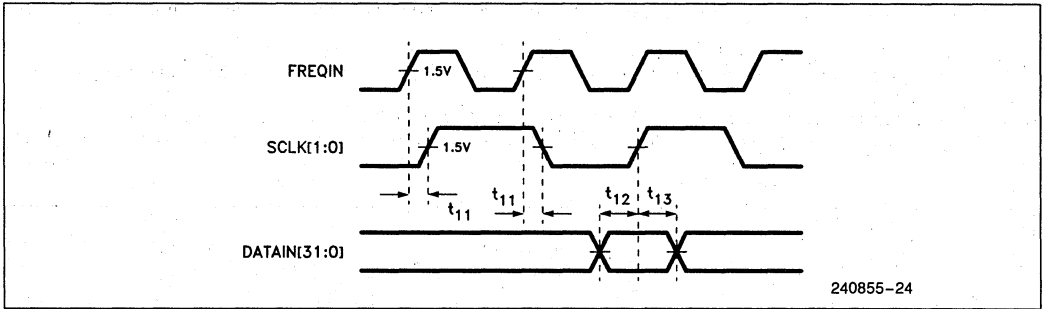 FREQIN
1.5V
SCLK[1:0]
1.5V
t11
t11
t12
t13
DATAIN[31:0]
240855-24